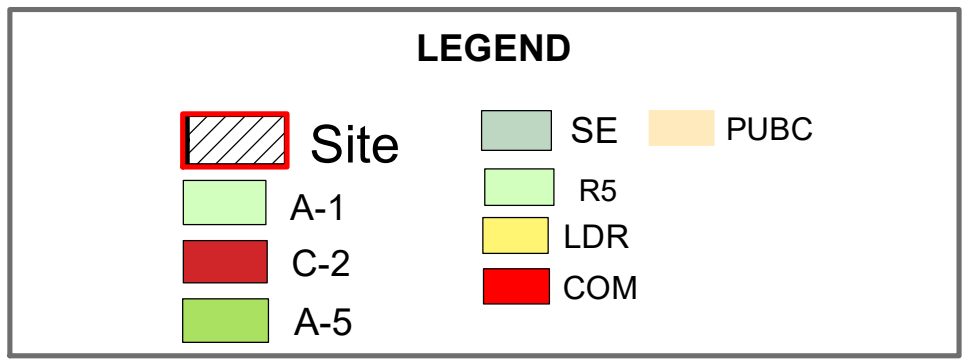 LEGEND
Site
A-1
C-2
A-5
SE
R5
LDR
COM
PUBC